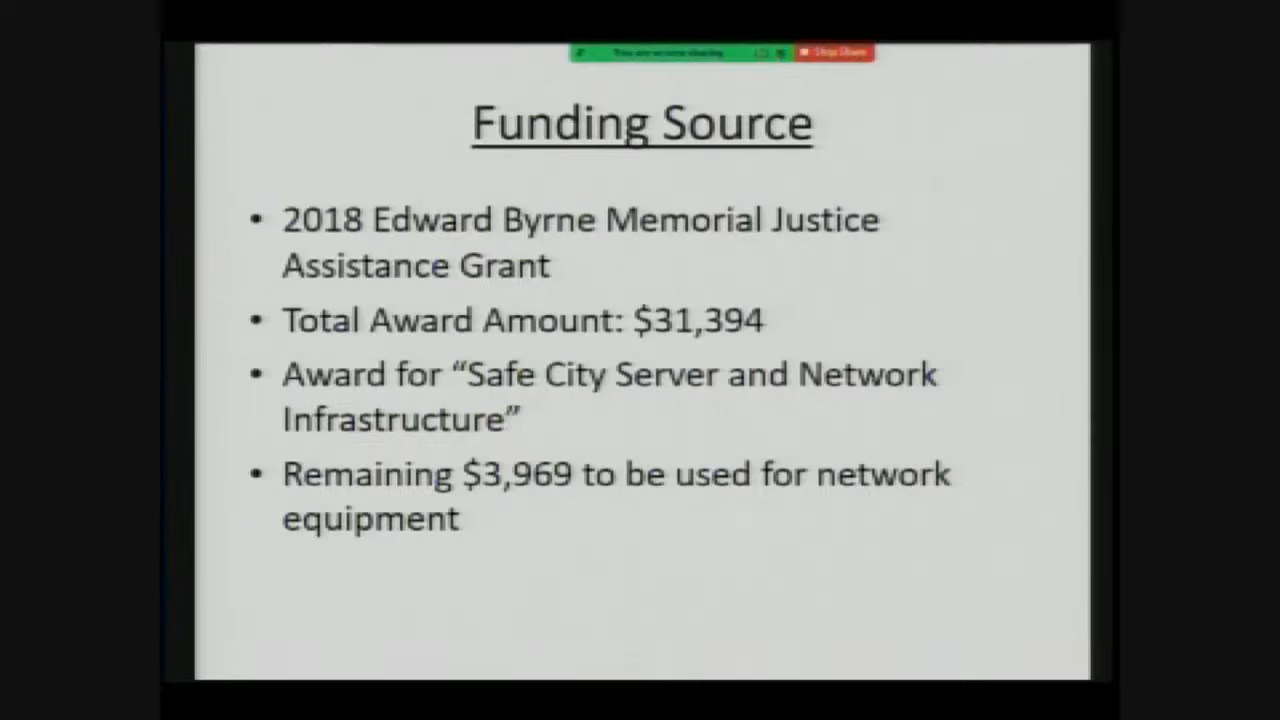 Funding Source
• 2018 Edward Byrne Memorial Justice
Assistance Grant
• Total Award Amount: $31,394
• Award for “Safe City Server and Network
Infrastructure”
• Remaining $3,969 to be used for network
equipment